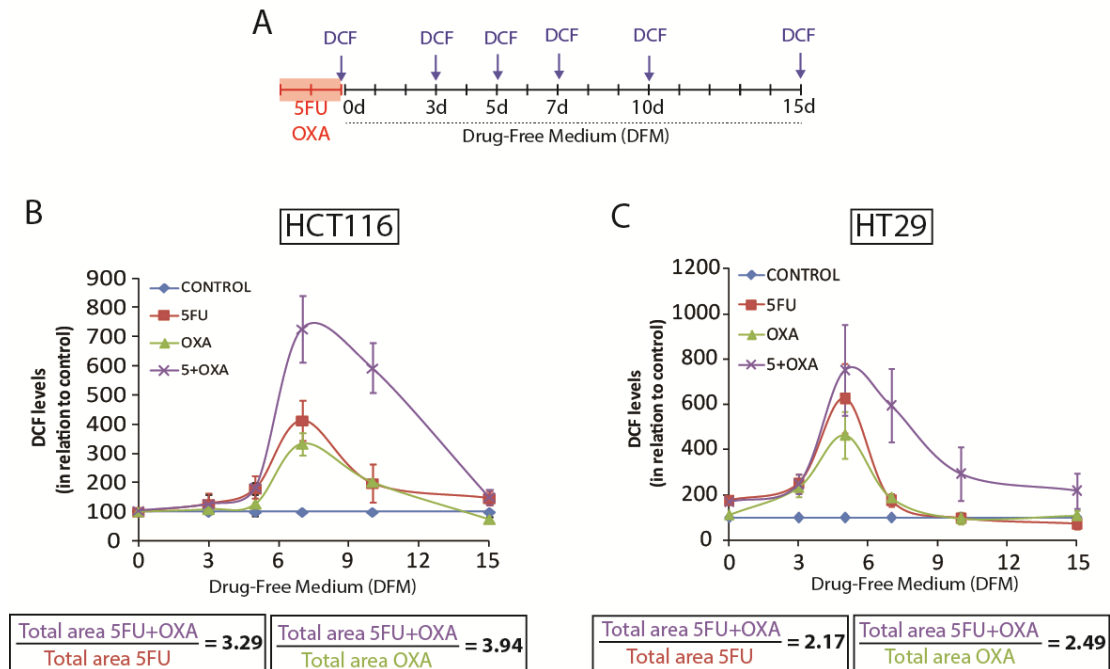 A
DCF DCF DCF DCF DCF DCF
5FU 0d 3d 5d 7d 10d 15d
OXA
Drug-Free Medium (DFM)
B
HCT116
900
800
700
600
500
400
300
200
100
0
DCF levels
(in relation to control)
CONTROL
5FU
OXA
5+OXA
0 3 6 9 12 15
Drug-Free Medium (DFM)
Total area 5FU+OXA
Total area 5FU
= 3.29
Total area 5FU+OXA
Total area OXA
= 3.94
C
HT29
1200
1000
800
600
400
200
0
DCF levels
(in relation to control)
CONTROL
5FU
OXA
5+OXA
0 3 6 9 12 15
Drug-Free Medium (DFM)
Total area 5FU+OXA
Total area 5FU
= 2.17
Total area 5FU+OXA
Total area OXA
= 2.49